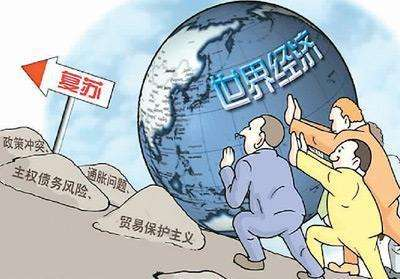 复苏
世界经济
政策冲突、
通胀问题、
主权债务风险、
贸易保护主义